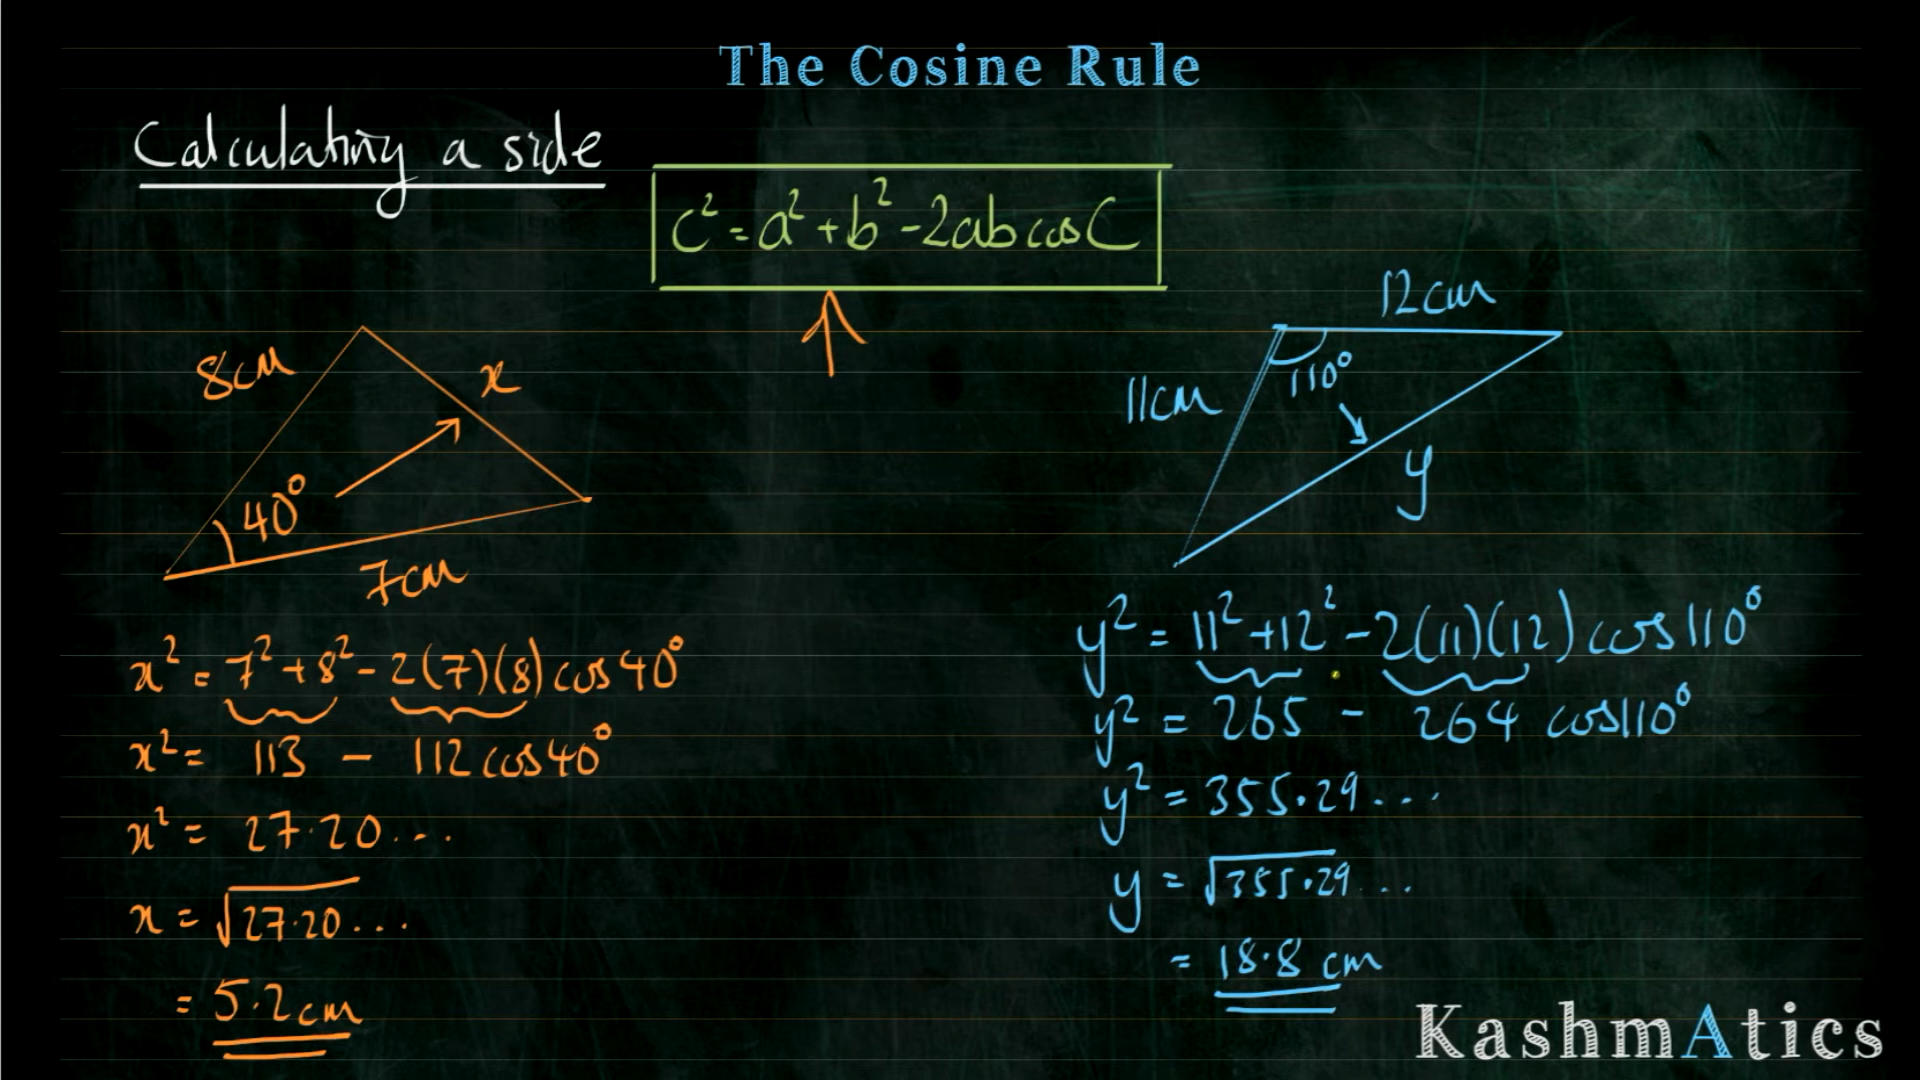 The Cosine Rule
Calculating a side
c² = a² + b² - 2ab cos C
8cm
x
40°
7cm
x² = 7² + 8² - 2(7)(8) cos 40°
x² = 113 - 112 cos 40°
x² = 27.20...
x = √27.20...
= 5.2cm
12cm
11cm
110°
y
y² = 11² + 12² - 2(11)(12) cos 110°
y² = 265 - 264 cos 110°
y² = 355.29...
y = √355.29...
= 18.8 cm
KashmAtics